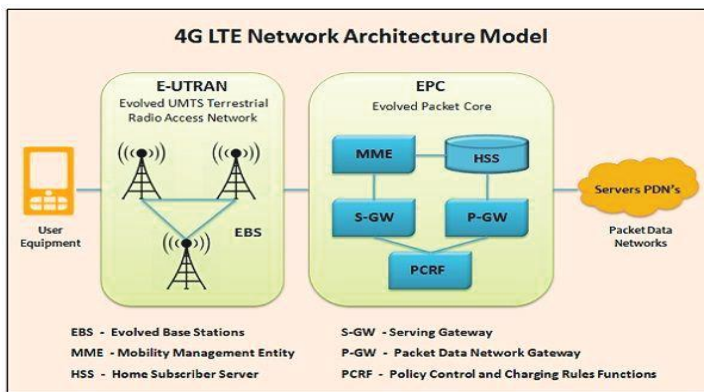 4G LTE Network Architecture Model
E-UTRAN
Evolved UMTS Terrestrial
Radio Access Network
EBS
User
Equipment
EPC
Evolved Packet Core
MME
HSS
S-GW
P-GW
PCRF
Servers PDN's
Packet Data
Networks
EBS - Evolved Base Stations
MME - Mobility Management Entity
HSS - Home Subscriber Server
S-GW - Serving Gateway
P-GW - Packet Data Network Gateway
PCRF - Policy Control and Charging Rules Functions